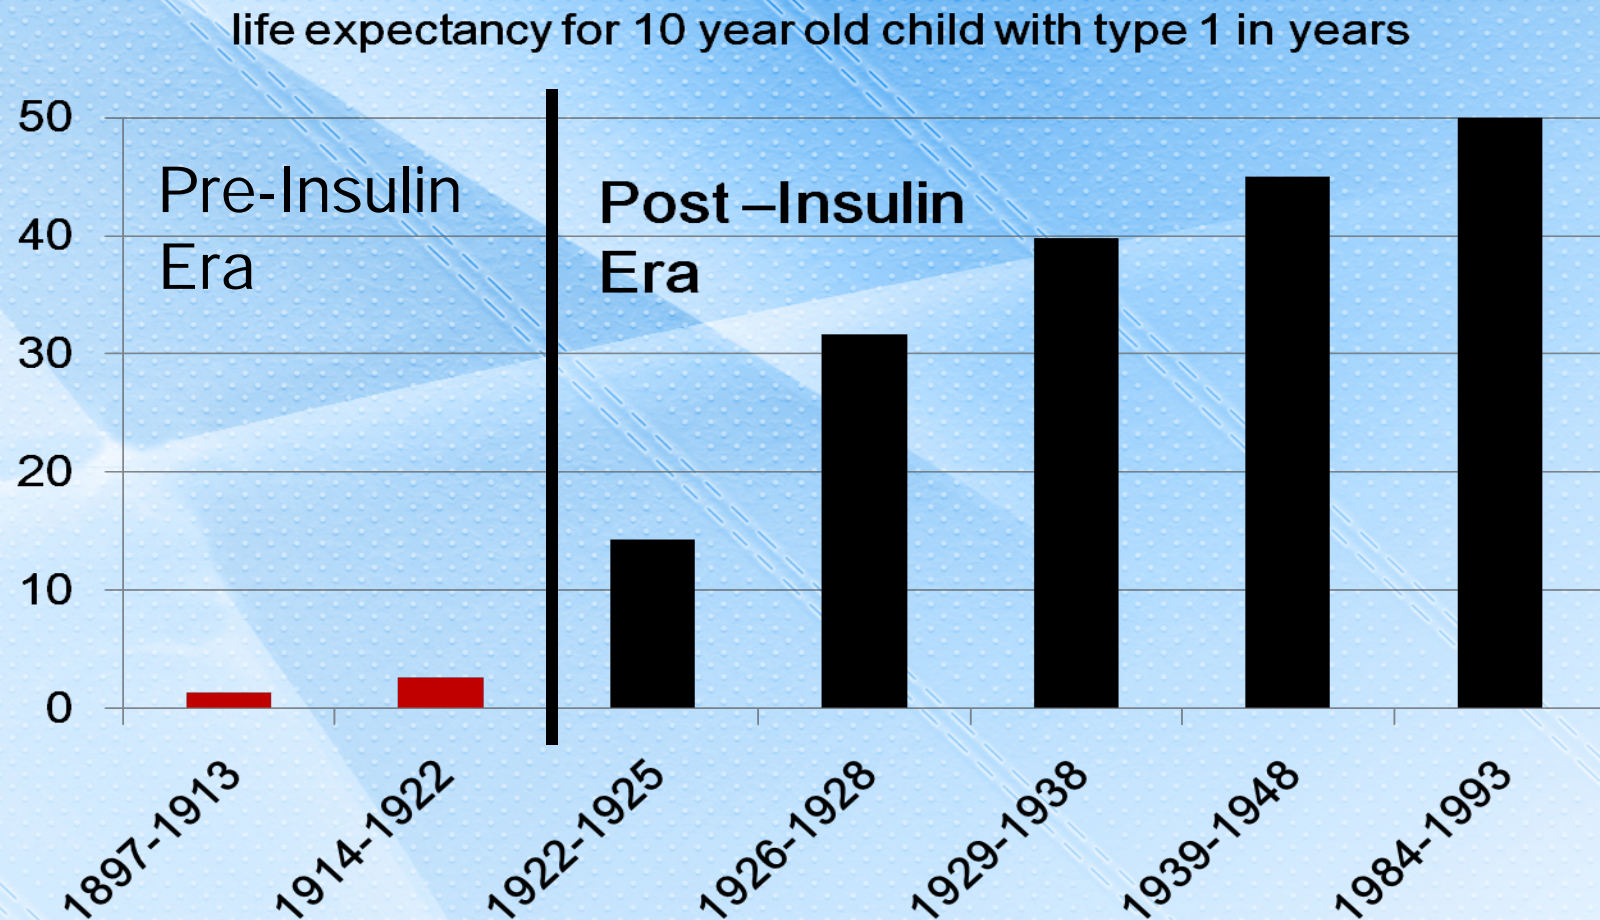 life expectancy for 10 year old child with type 1 in years
50
Pre-Insulin
Era
Post –Insulin
Era
40
30
20
10
0
1897-1913
1914-1922
1922-1925
1926-1928
1929-1938
1939-1948
1984-1993